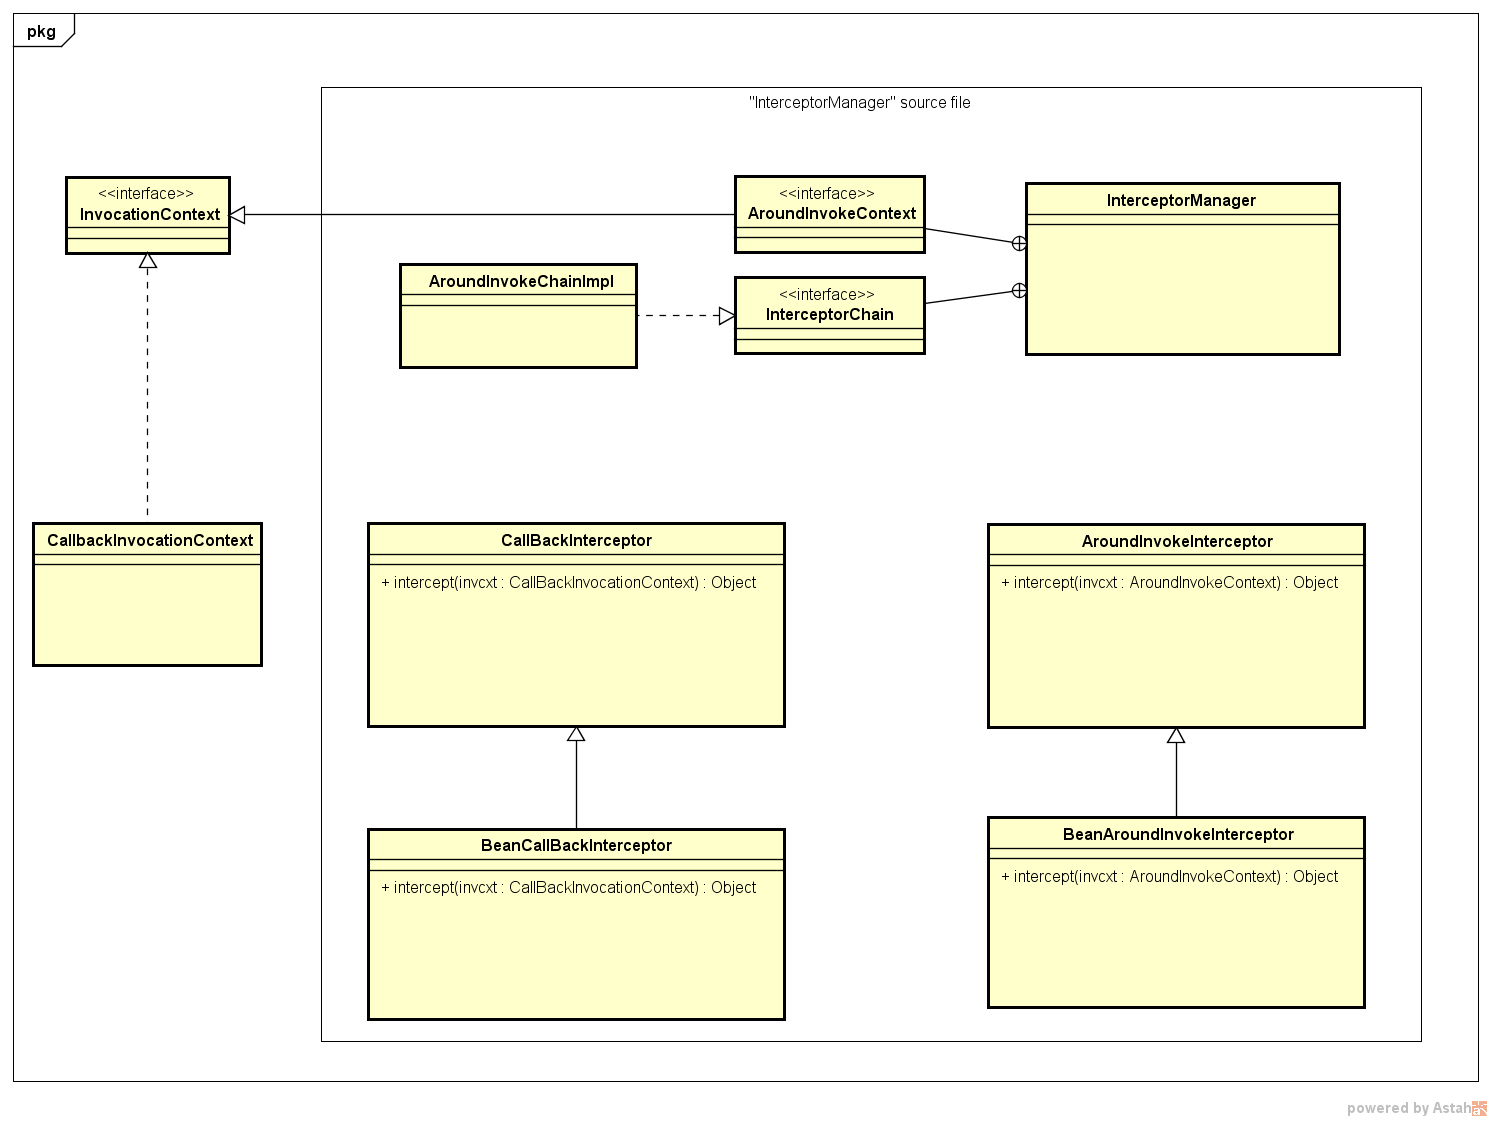 pkg
"InterceptorManager" source file
<<interface>>
InvocationContext
<<interface>>
AroundInvokeContext
InterceptorManager
AroundInvokeChainImpl
<<interface>>
InterceptorChain
CallbackInvocationContext
CallBackInterceptor
+ intercept(invcxt : CallBackInvocationContext) : Object
AroundInvokeInterceptor
+ intercept(invcxt : AroundInvokeContext) : Object
BeanCallBackInterceptor
+ intercept(invcxt : CallBackInvocationContext) : Object
BeanAroundInvokeInterceptor
+ intercept(invcxt : AroundInvokeContext) : Object
powered by Astah